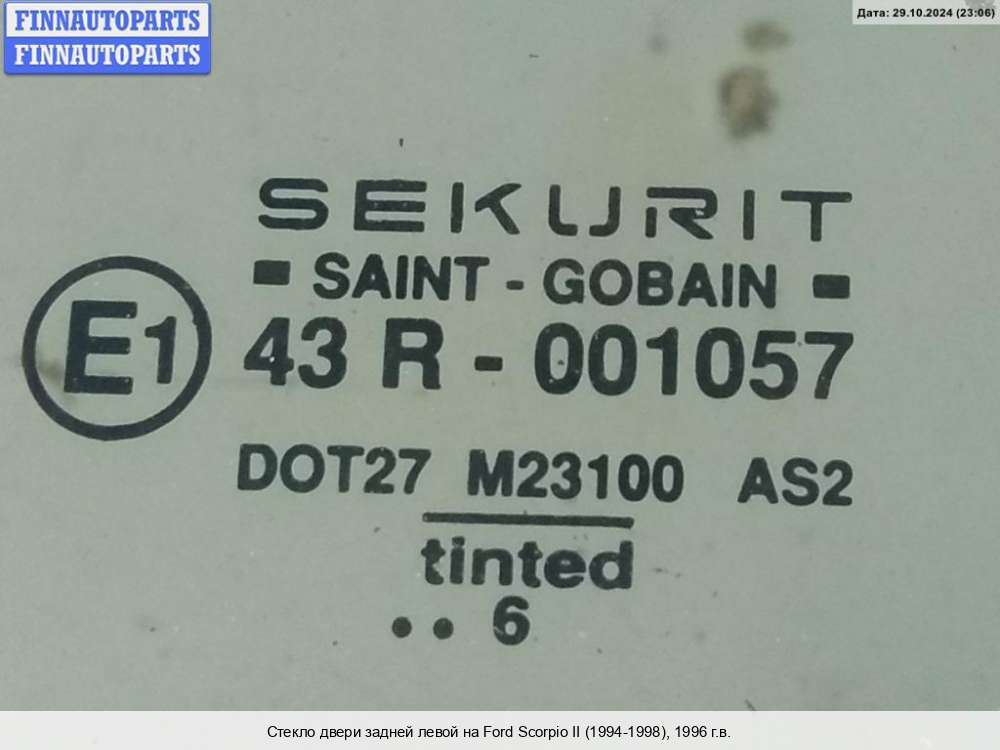 FINNAUTOPARTS
FINNAUTOPARTS
Дата: 29.10.2024 (23:06)
SEKURIT
SAINT - GOBAIN
E1
43 R - 001057
DOT27 M23100 AS2
tinted
.. 6
Стекло двери задней левой на Ford Scorpio II (1994-1998), 1996 г.в.